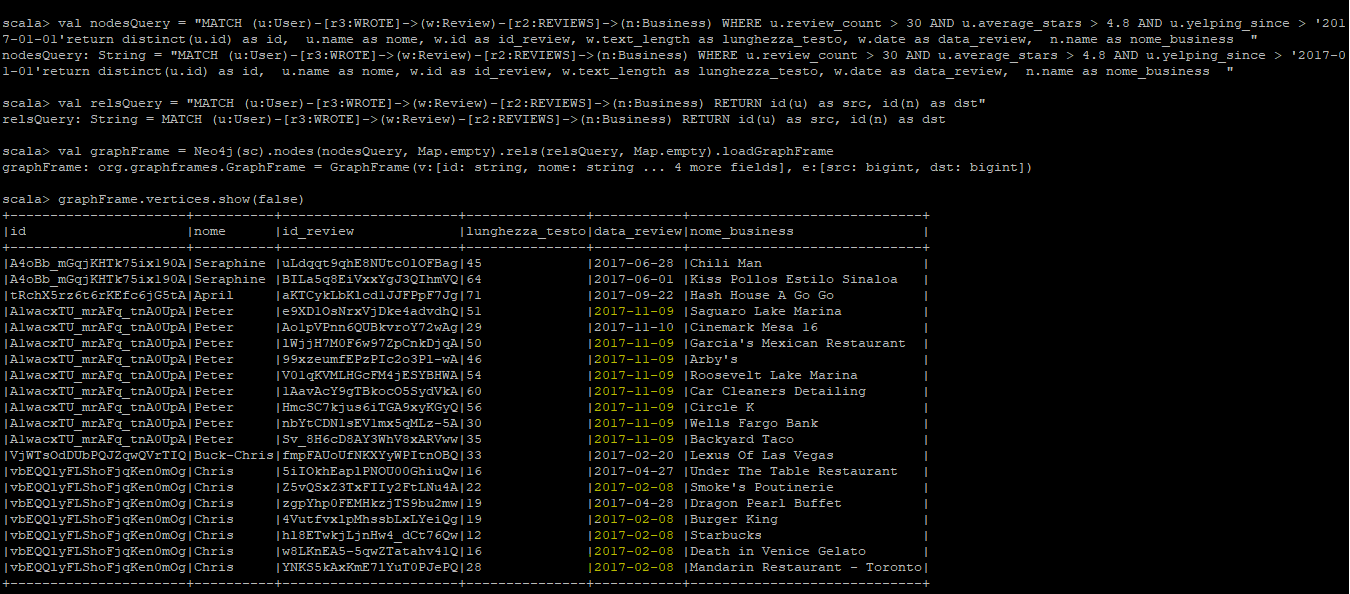 scala> val nodesQuery = "MATCH (u:User)-[r3:WROTE]->(w:Review)-[r2:REVIEWS]->(n:Business) WHERE u.review_count > 30 AND u.average_stars > 4.8 AND u.yelping_since > '201
7-01-01'return distinct(u.id) as id,  u.name as nome, w.id as id_review, w.text_length as lunghezza_testo, w.date as data_review,  n.name as nome_business  "
nodesQuery: String = "MATCH (u:User)-[r3:WROTE]->(w:Review)-[r2:REVIEWS]->(n:Business) WHERE u.review_count > 30 AND u.average_stars > 4.8 AND u.yelping_since > '2017-0
1-01'return distinct(u.id) as id,  u.name as nome, w.id as id_review, w.text_length as lunghezza_testo, w.date as data_review,  n.name as nome_business  "
scala> val relsQuery = "MATCH (u:User)-[r3:WROTE]->(w:Review)-[r2:REVIEWS]->(n:Business) RETURN id(u) as src, id(n) as dst"
relsQuery: String = MATCH (u:User)-[r3:WROTE]->(w:Review)-[r2:REVIEWS]->(n:Business) RETURN id(u) as src, id(n) as dst
scala> val graphFrame = Neo4j(sc).nodes(nodesQuery, Map.empty).rels(relsQuery, Map.empty).loadGraphFrame
graphFrame: org.graphframes.GraphFrame = GraphFrame(v:[id: string, nome: string ... 4 more fields], e:[src: bigint, dst: bigint])
scala> graphFrame.vertices.show(false)
+----------------------+----------+----------------------+---------------+-----------+-----------------------------+
|id                    |nome      |id_review             |lunghezza_testo|data_review|nome_business                |
+----------------------+----------+----------------------+---------------+-----------+-----------------------------+
|A4oBb_mGqjKHTk75ixl90A|Seraphine |uLdqqt9qhE8NUtc0lOFBag|45             |2017-06-28 |Chili Man                    |
|A4oBb_mGqjKHTk75ixl90A|Seraphine |BILa5q8EiVxxYgJ3QIhmVQ|64             |2017-06-01 |Kiss Pollos Estilo Sinaloa   |
|tRchX5rz6t6rKEfc6jG5tA|April     |aKTCykLbKlcdlJJFPpF7Jg|71             |2017-09-22 |Hash House A Go Go           |
|AlwacxTU_mrAFq_tnA0UpA|Peter     |e9XDlOsNrxVjDke4advdhQ|51             |2017-11-09 |Saguaro Lake Marina          |
|AlwacxTU_mrAFq_tnA0UpA|Peter     |AolpVPnn6QUBkvroY72wAg|29             |2017-11-10 |Cinemark Mesa 16             |
|AlwacxTU_mrAFq_tnA0UpA|Peter     |lWjjH7M0F6w97ZpCnkDjqA|50             |2017-11-09 |Garcia's Mexican Restaurant  |
|AlwacxTU_mrAFq_tnA0UpA|Peter     |99xzeumfEPzPIc2o3Pl-wA|46             |2017-11-09 |Arby's                       |
|AlwacxTU_mrAFq_tnA0UpA|Peter     |V0lqKVMLHGcFM4jESYBHWA|54             |2017-11-09 |Roosevelt Lake Marina        |
|AlwacxTU_mrAFq_tnA0UpA|Peter     |lAavAcY9gTBkocO5SydVkA|60             |2017-11-09 |Car Cleaners Detailing       |
|AlwacxTU_mrAFq_tnA0UpA|Peter     |HmcSC7kjus6iTGA9xyKGyQ|56             |2017-11-09 |Circle K                     |
|AlwacxTU_mrAFq_tnA0UpA|Peter     |nbYtCDNlsEVlmx5qMLz-5A|30             |2017-11-09 |Wells Fargo Bank             |
|AlwacxTU_mrAFq_tnA0UpA|Peter     |Sv_8H6cD8AY3WhV8xARVww|35             |2017-11-09 |Backyard Taco                |
|VjWTsOdDUbPQJZqwQVrTIQ|Buck-Chris|fmpFAUoUfNKXYyWPItnOBQ|33             |2017-02-20 |Lexus Of Las Vegas           |
|vbEQQlyFLShoFjqKen0mOg|Chris     |5iIOkhEaplPNOU00GhiuQw|16             |2017-04-27 |Under The Table Restaurant   |
|vbEQQlyFLShoFjqKen0mOg|Chris     |Z5vQSxZ3TxFIIy2FtLNu4A|22             |2017-02-08 |Smoke's Poutinerie           |
|vbEQQlyFLShoFjqKen0mOg|Chris     |zgpYhp0FEMHkzjTS9bu2mw|19             |2017-04-28 |Dragon Pearl Buffet          |
|vbEQQlyFLShoFjqKen0mOg|Chris     |4VutfvxlpMhssbLxLYeiQg|19             |2017-02-08 |Burger King                  |
|vbEQQlyFLShoFjqKen0mOg|Chris     |hl8ETwkjLjnHw4_dCt76Qw|12             |2017-02-08 |Starbucks                    |
|vbEQQlyFLShoFjqKen0mOg|Chris     |w8LKnEA5-5qwZTatahv41Q|16             |2017-02-08 |Death in Venice Gelato       |
|vbEQQlyFLShoFjqKen0mOg|Chris     |YNKS5kAxKmE7lYuT0PJePQ|28             |2017-02-08 |Mandarin Restaurant - Toronto|
+----------------------+----------+----------------------+---------------+-----------+-----------------------------+